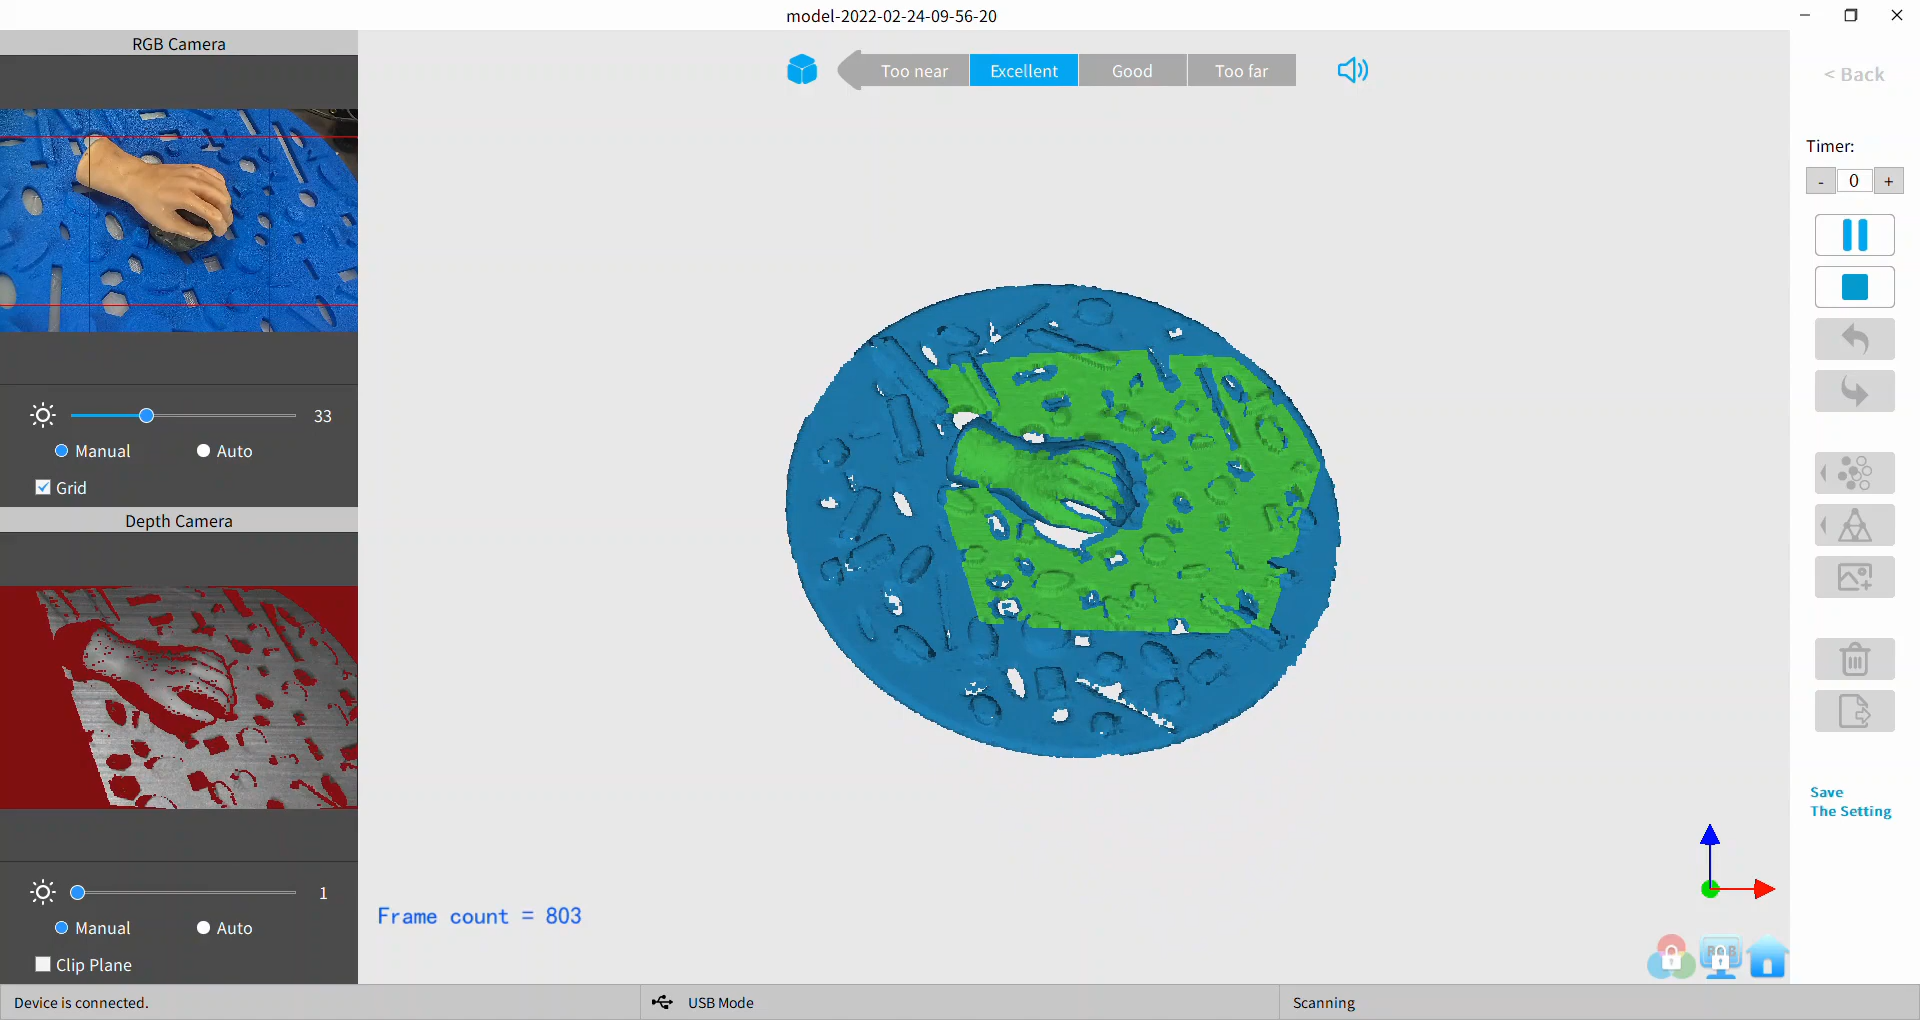 model-2022-02-24-09-56-20
RGB Camera
Too near
Excellent
Good
Too far
< Back
Timer:
- 0 +
33
Manual
Auto
Grid
Depth Camera
Save
The Setting
1
Manual
Auto
Clip Plane
Frame count = 803
RGB
Device is connected.
USB Mode
Scanning